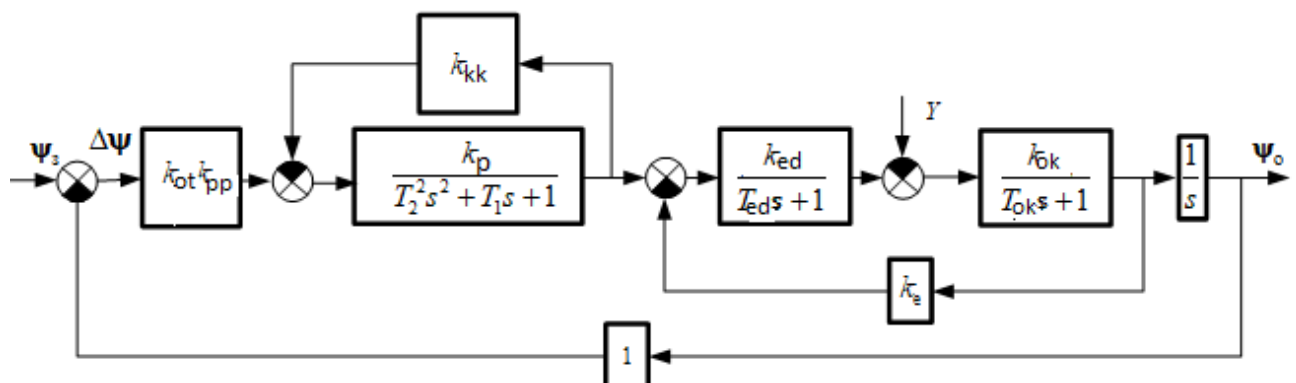 k_kk
Ψ_з Δψ k_ot k_pp k_p / (T_2^2 s^2 + T_1 s + 1) k_ed / (T_ed s + 1) Y k_ok / (T_ok s + 1) 1 / s Ψ_o
k_e
1